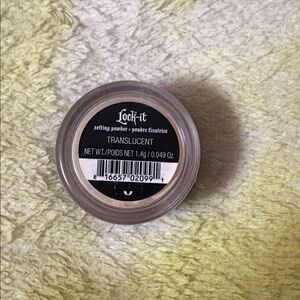 Lock-it
setting powder • poudre fixatrice
TRANSLUCENT
NET WT./POIDS NET 1.4g / 0.049 Oz.
8 16657 02099 1